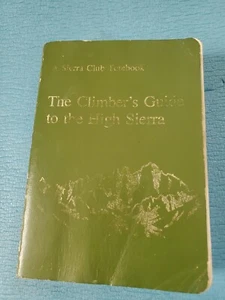 A Sierra Club Totebook
The Climber's Guide
to the High Sierra